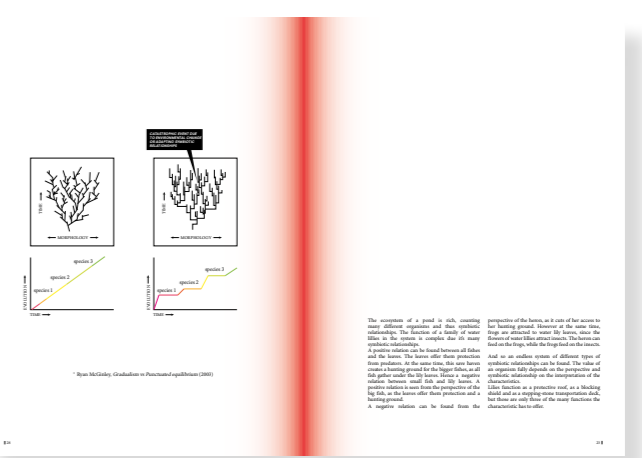 CATASTROPHIC EVENT DUE
TO ENVIRONMENTAL CHANGE
OR ADAPTING SYMBIOTIC
RELATIONSHIPS
TIME
MORPHOLOGY
TIME
MORPHOLOGY
EVOLUTION
species 1
species 2
species 3
TIME
EVOLUTION
species 1
species 2
species 3
TIME
Ryan McGinley, Gradualism vs Punctuated equilibrium (2003)
The ecosystem of a pond is rich, counting
many different organisms and thus symbiotic
relationships. The function of a family of water
lillies in the system is complex due it's many
symbiotic relationships.
A positive relation can be found between all fishes
and the leaves. The leaves offer them protection
from predators. At the same time, this save haven
creates a hunting ground for the bigger fishes, as all
fish gather under the lily leaves. Hence a negative
relation between small fish and lily leaves. A
positive relation is seen from the perspective of the
big fish, as the leaves offer them protection and a
hunting ground.
A negative relation can be found from the
perspective of the heron, as it cuts of her access to
her hunting ground. However at the same time,
frogs are attracted to water lily leaves, since the
flowers of water lillies attract insects. The heron can
feed on the frogs, while the frogs feed on the insects.
And so an endless system of different types of
symbiotic relationships can be found. The value of
an organism fully depends on the perspective and
symbiotic relationship on the interpretation of the
characteristics.
Lilies function as a protective roof, as a blocking
shield and as a stepping-stone transportation deck,
but these are only three of the many functions the
characteristic has to offer.